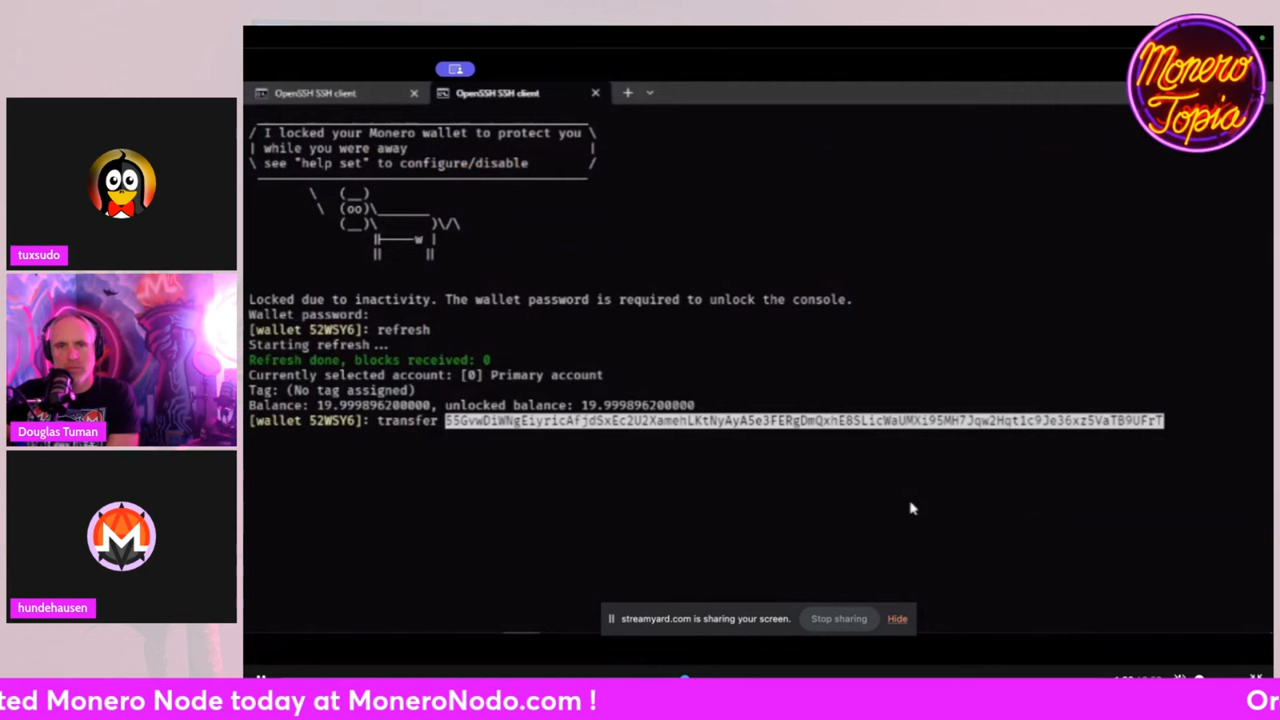 Monero
Topia
OpenSSH SSH client
OpenSSH SSH client
/ I locked your Monero wallet to protect you \
| while you were away |
\ see "help set" to configure/disable /
\ (__)
\ (oo)\_______
(__)\ )\/\
||----w |
|| ||
Locked due to inactivity. The wallet password is required to unlock the console.
Wallet password:
[wallet 52WSY6]: refresh
Starting refresh...
Refresh done, blocks received: 0
Currently selected account: [0] Primary account
Tag: (No tag assigned)
Balance: 19.999896200000, unlocked balance: 19.999896200000
[wallet 52WSY6]: transfer
tuxsudo
Douglas Tuman
hundehausen
streamyard.com is sharing your screen.
Stop sharing
Hide
ted Monero Node today at MoneroNodo.com !
Or